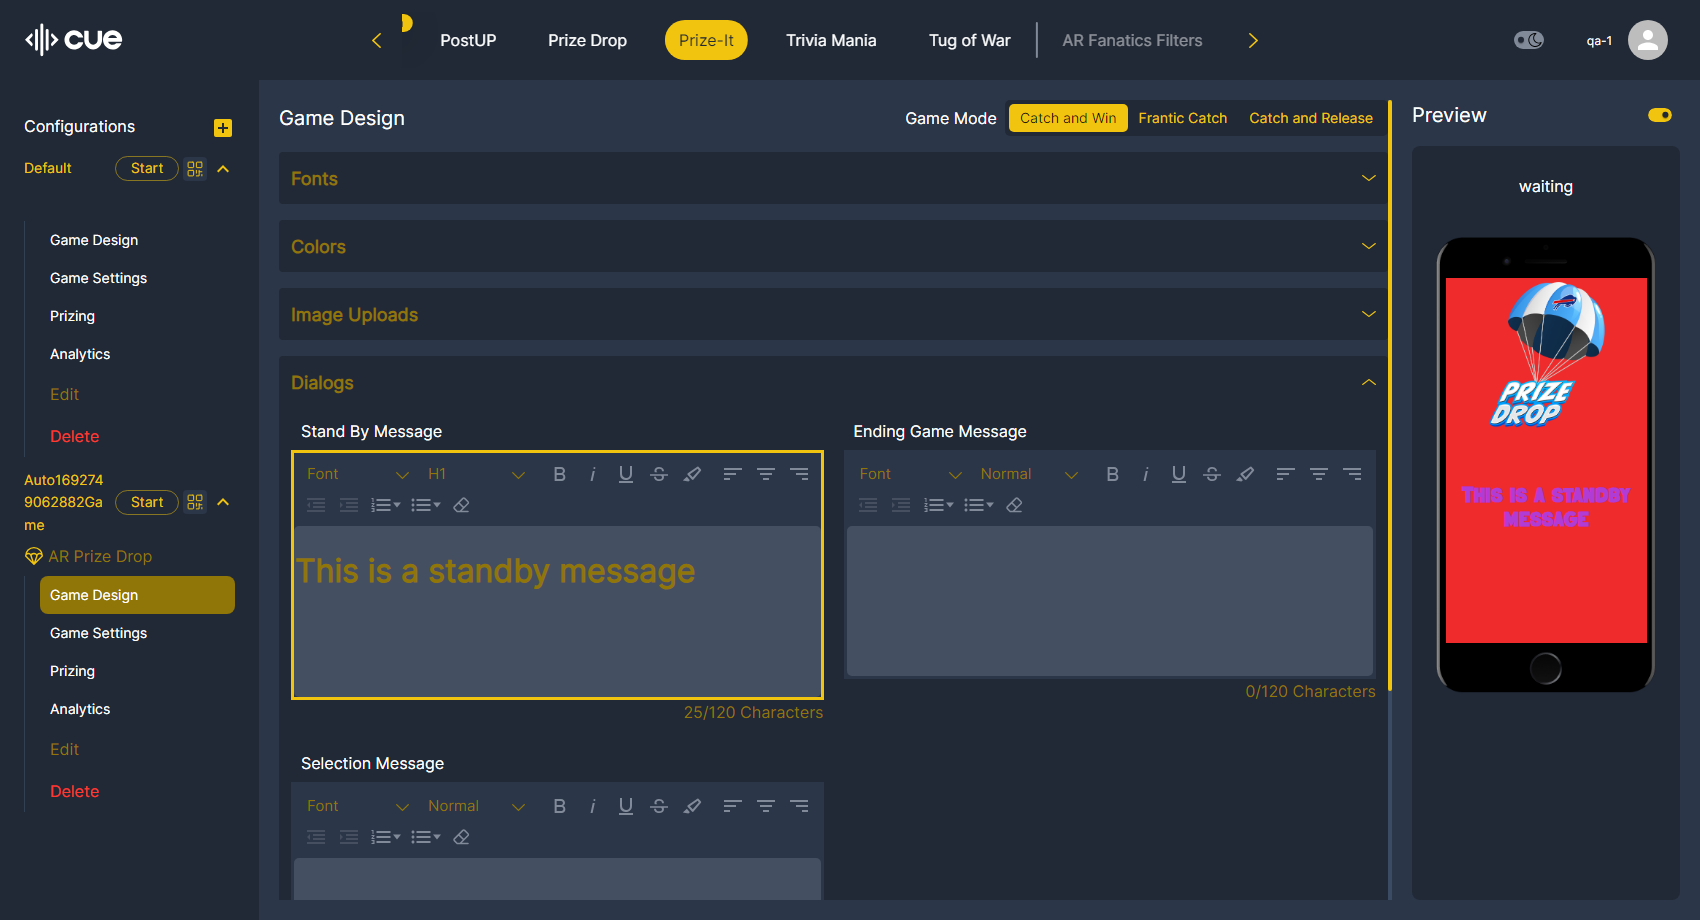 cue
PostUP
Prize Drop
Prize-It
Trivia Mania
Tug of War
AR Fanatics Filters
qa-1
Configurations
Default
Start
Game Design
Game Settings
Prizing
Analytics
Edit
Delete
Auto169274
9062882Ga
me
Start
AR Prize Drop
Game Design
Game Settings
Prizing
Analytics
Edit
Delete
Game Design
Game Mode
Catch and Win
Frantic Catch
Catch and Release
Fonts
Colors
Image Uploads
Dialogs
Stand By Message
Font
H1
B
i
U
S
This is a standby message
25/120 Characters
Ending Game Message
Font
Normal
B
i
U
S
0/120 Characters
Selection Message
Font
Normal
B
i
U
S
Preview
waiting
PRIZE
DROP
THIS IS A STANDBY
MESSAGE